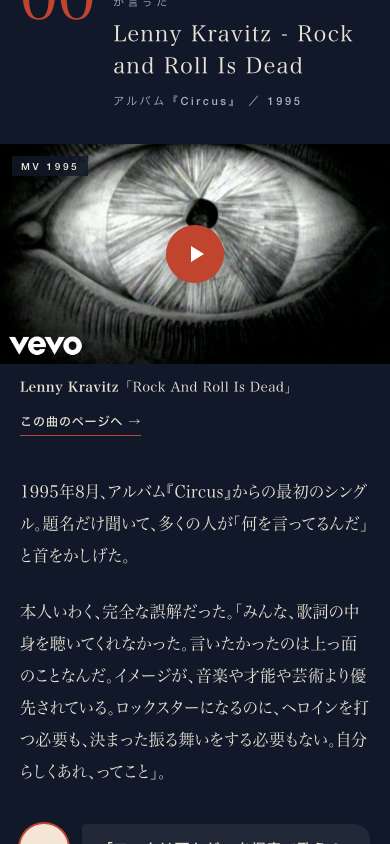 が言った
Lenny Kravitz - Rock
and Roll Is Dead
アルバム『Circus』 ／ 1995
MV 1995
vevo
Lenny Kravitz「Rock And Roll Is Dead」
この曲のページへ →
1995年8月、アルバム『Circus』からの最初のシング
ル。題名だけ聞いて、多くの人が「何を言ってるんだ」
と首をかしげた。
本人いわく、完全な誤解だった。「みんな、歌詞の中
身を聴いてくれなかった。言いたかったのは上っ面
のことなんだ。イメージが、音楽や才能や芸術より優
先されている。ロックスターになるのに、ヘロインを打
つ必要も、決まった振る舞いをする必要もない。自分
らしくあれ、ってこと」。